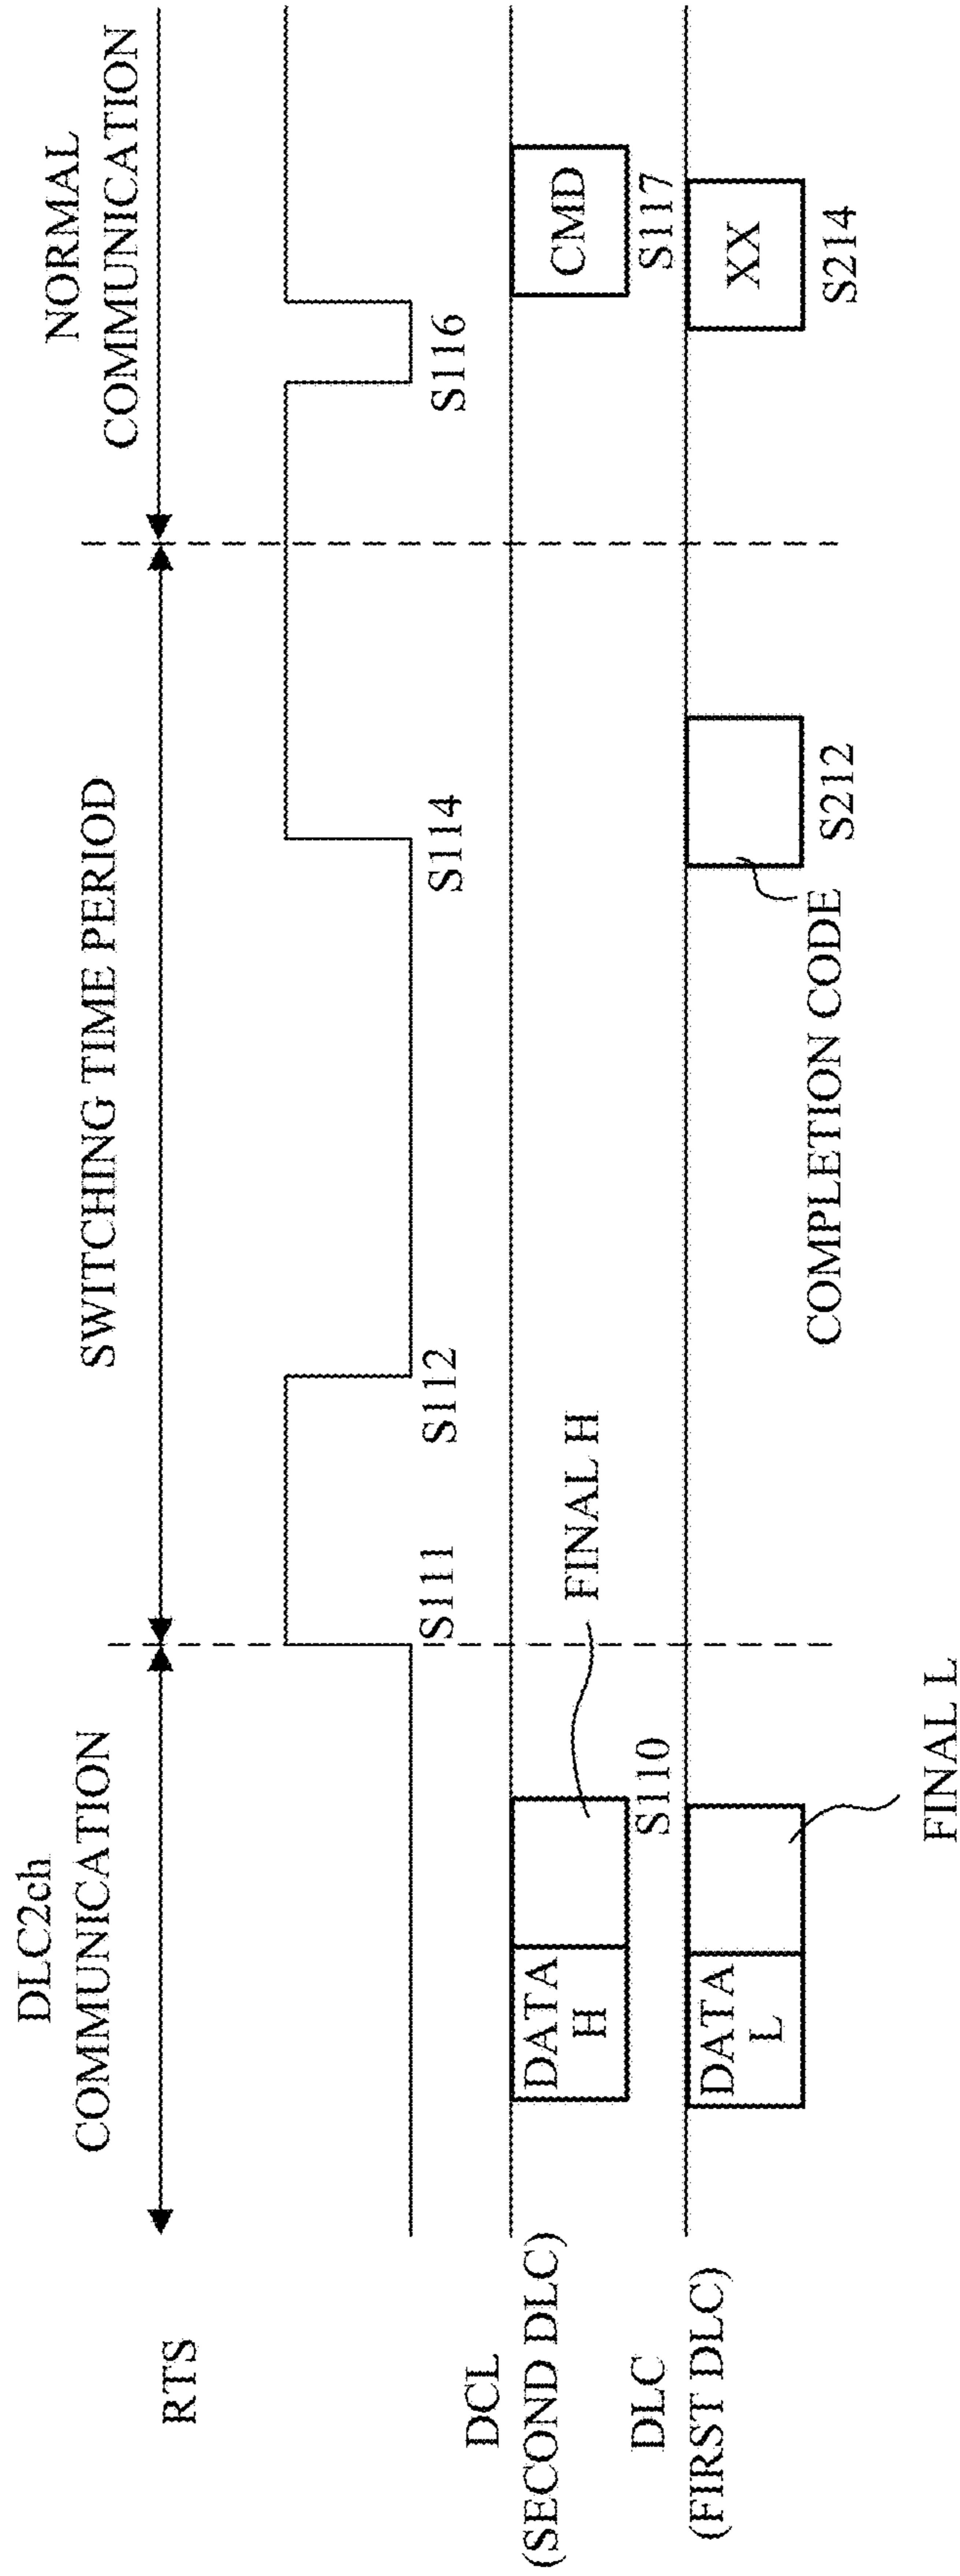 DLC2ch
COMMUNICATION
SWITCHING TIME PERIOD
NORMAL
COMMUNICATION
RTS
S111
S112
S114
S116
DCL
(SECOND DLC)
DATA
H
FINAL H
CMD
S110
S117
DLC
(FIRST DLC)
DATA
L
XX
FINAL L
COMPLETION CODE
S212
S214